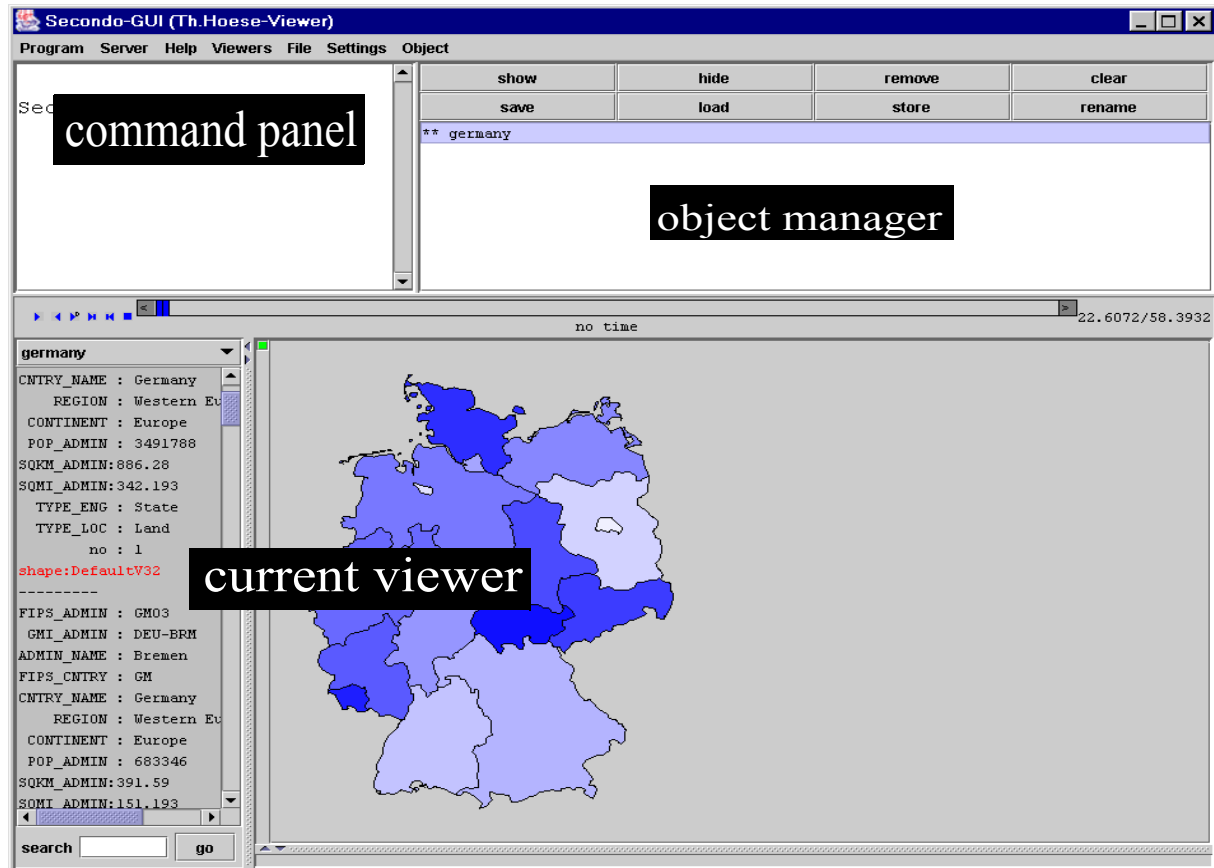 Secondo-GUI (Th.Hoese-Viewer)
Program Server Help Viewers File Settings Object
Sec
command panel
show hide remove clear
save load store rename
** germany
object manager
no time
22.6072/58.3932
germany
CNTRY_NAME : Germany
REGION : Western Eu
CONTINENT : Europe
POP_ADMIN : 3491788
SQKM_ADMIN:886.28
SQMI_ADMIN:342.193
TYPE_ENG : State
TYPE_LOC : Land
no : 1
shape:DefaultV32
---------
FIPS_ADMIN : GM03
GMI_ADMIN : DEU-BRM
ADMIN_NAME : Bremen
FIPS_CNTRY : GM
CNTRY_NAME : Germany
REGION : Western Eu
CONTINENT : Europe
POP_ADMIN : 683346
SQKM_ADMIN:391.59
SQMI_ADMIN:151.193
current viewer
search go